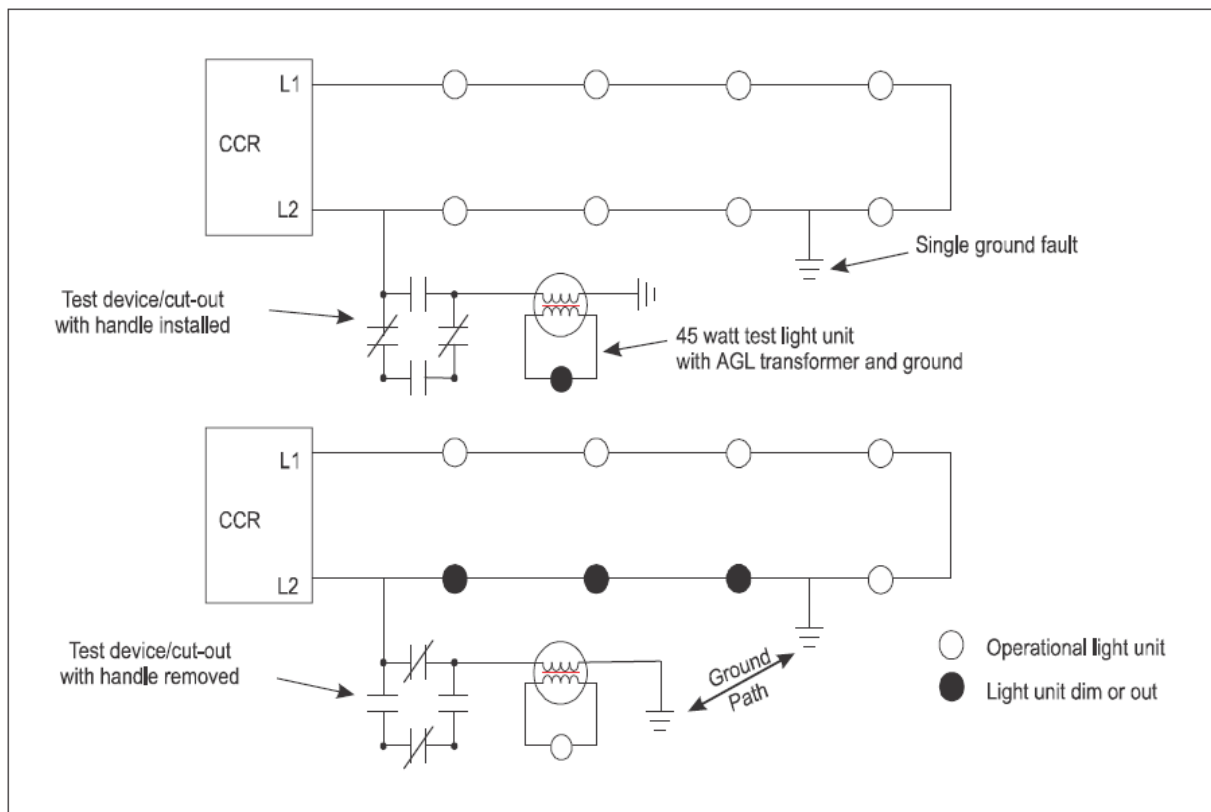 L1
CCR
L2
Single ground fault
Test device/cut-out
with handle installed
45 watt test light unit
with AGL transformer and ground
L1
CCR
L2
Test device/cut-out
with handle removed
Ground
Path
Operational light unit
Light unit dim or out